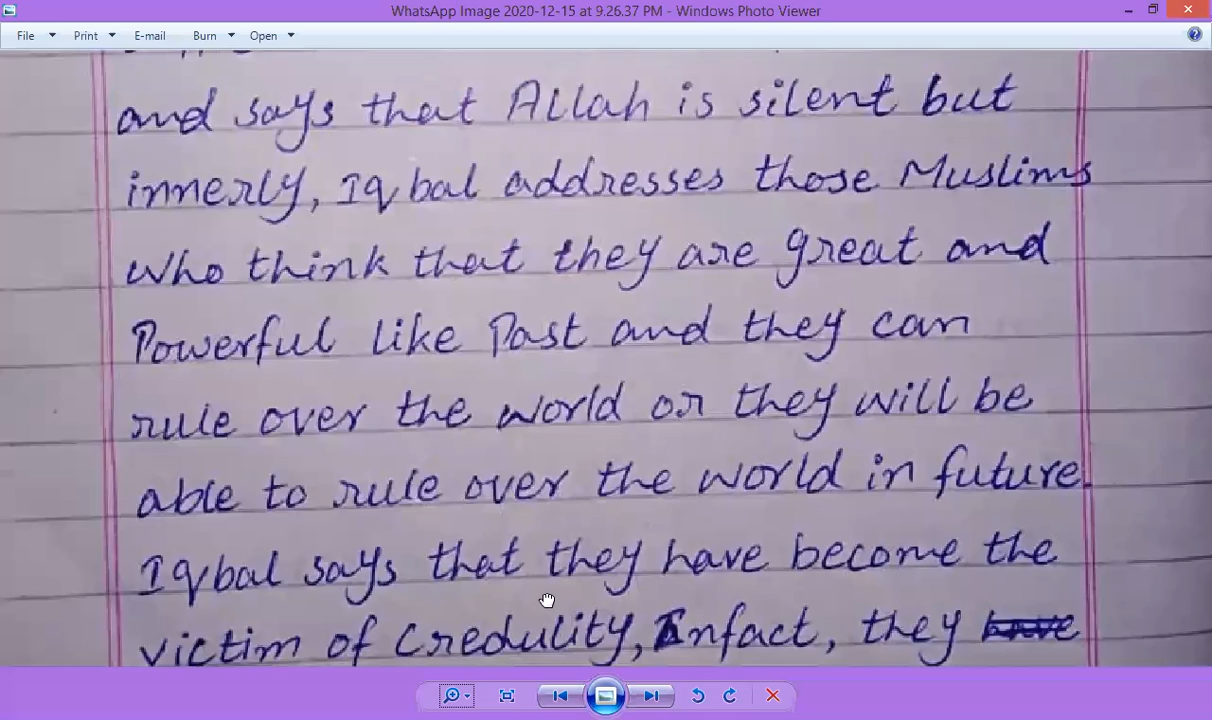 WhatsApp Image 2020-12-15 at 9.26.37 PM - Windows Photo Viewer
File Print E-mail Burn Open
and says that Allah is silent but
innerly, Iqbal addresses those Muslims
who think that they are great and
Powerful like Past and they can
rule over the world or they will be
able to rule over the world in future.
Iqbal says that they have become the
victim of Credulity, Infact, they